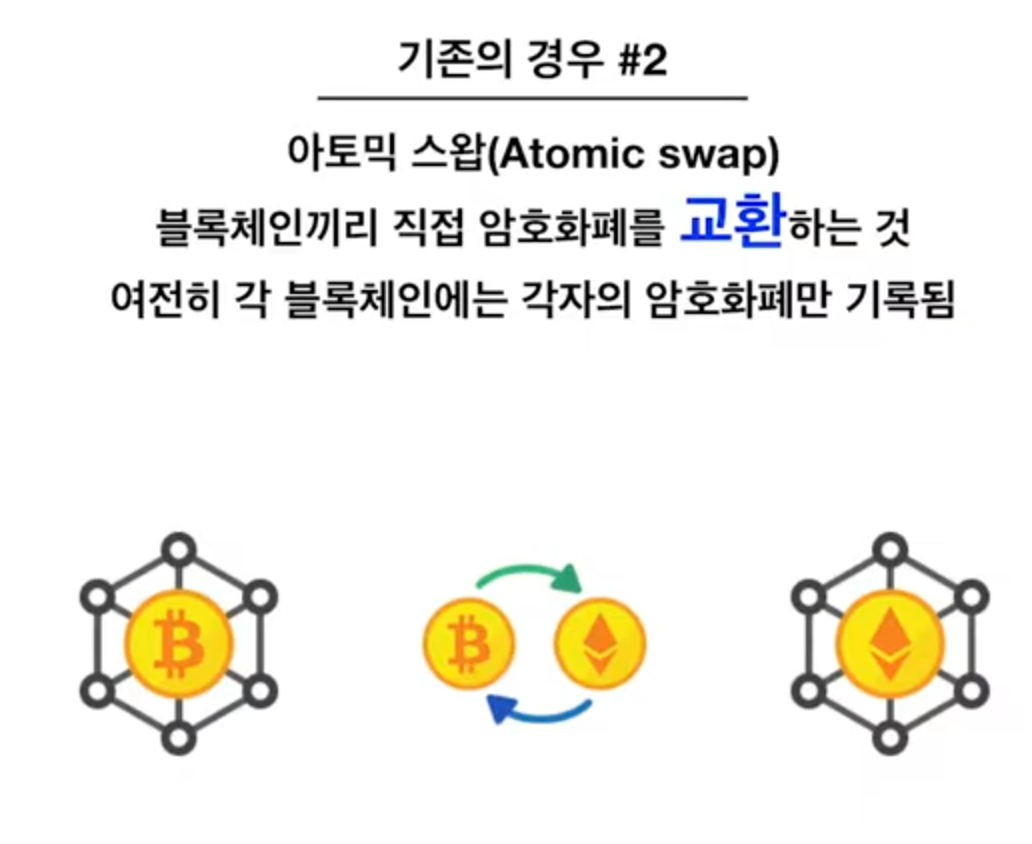 기존의 경우 #2
아토믹 스왑(Atomic swap)
블록체인끼리 직접 암호화폐를 교환하는 것
여전히 각 블록체인에는 각자의 암호화폐만 기록됨